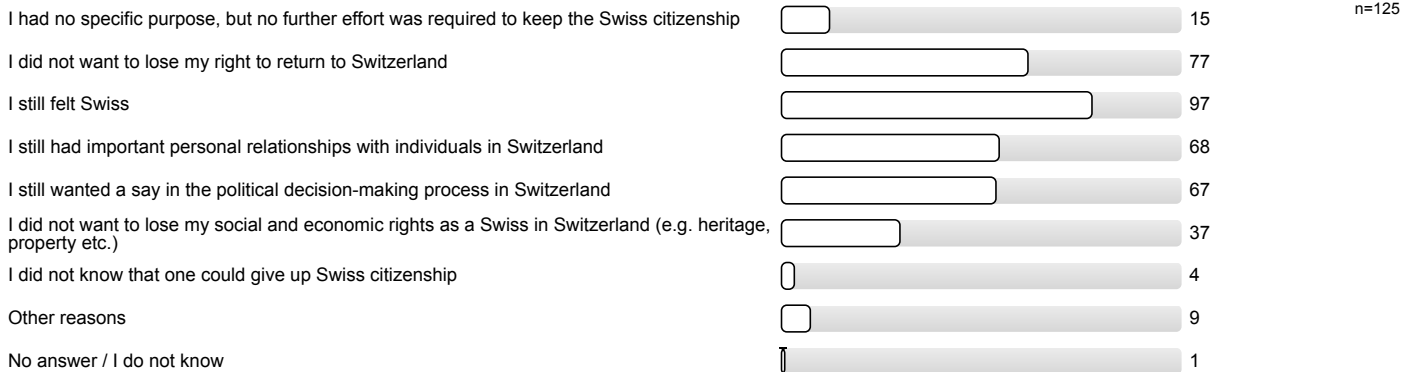 I had no specific purpose, but no further effort was required to keep the Swiss citizenship 15 n=125
I did not want to lose my right to return to Switzerland 77
I still felt Swiss 97
I still had important personal relationships with individuals in Switzerland 68
I still wanted a say in the political decision-making process in Switzerland 67
I did not want to lose my social and economic rights as a Swiss in Switzerland (e.g. heritage,
property etc.) 37
I did not know that one could give up Swiss citizenship 4
Other reasons 9
No answer / I do not know 1